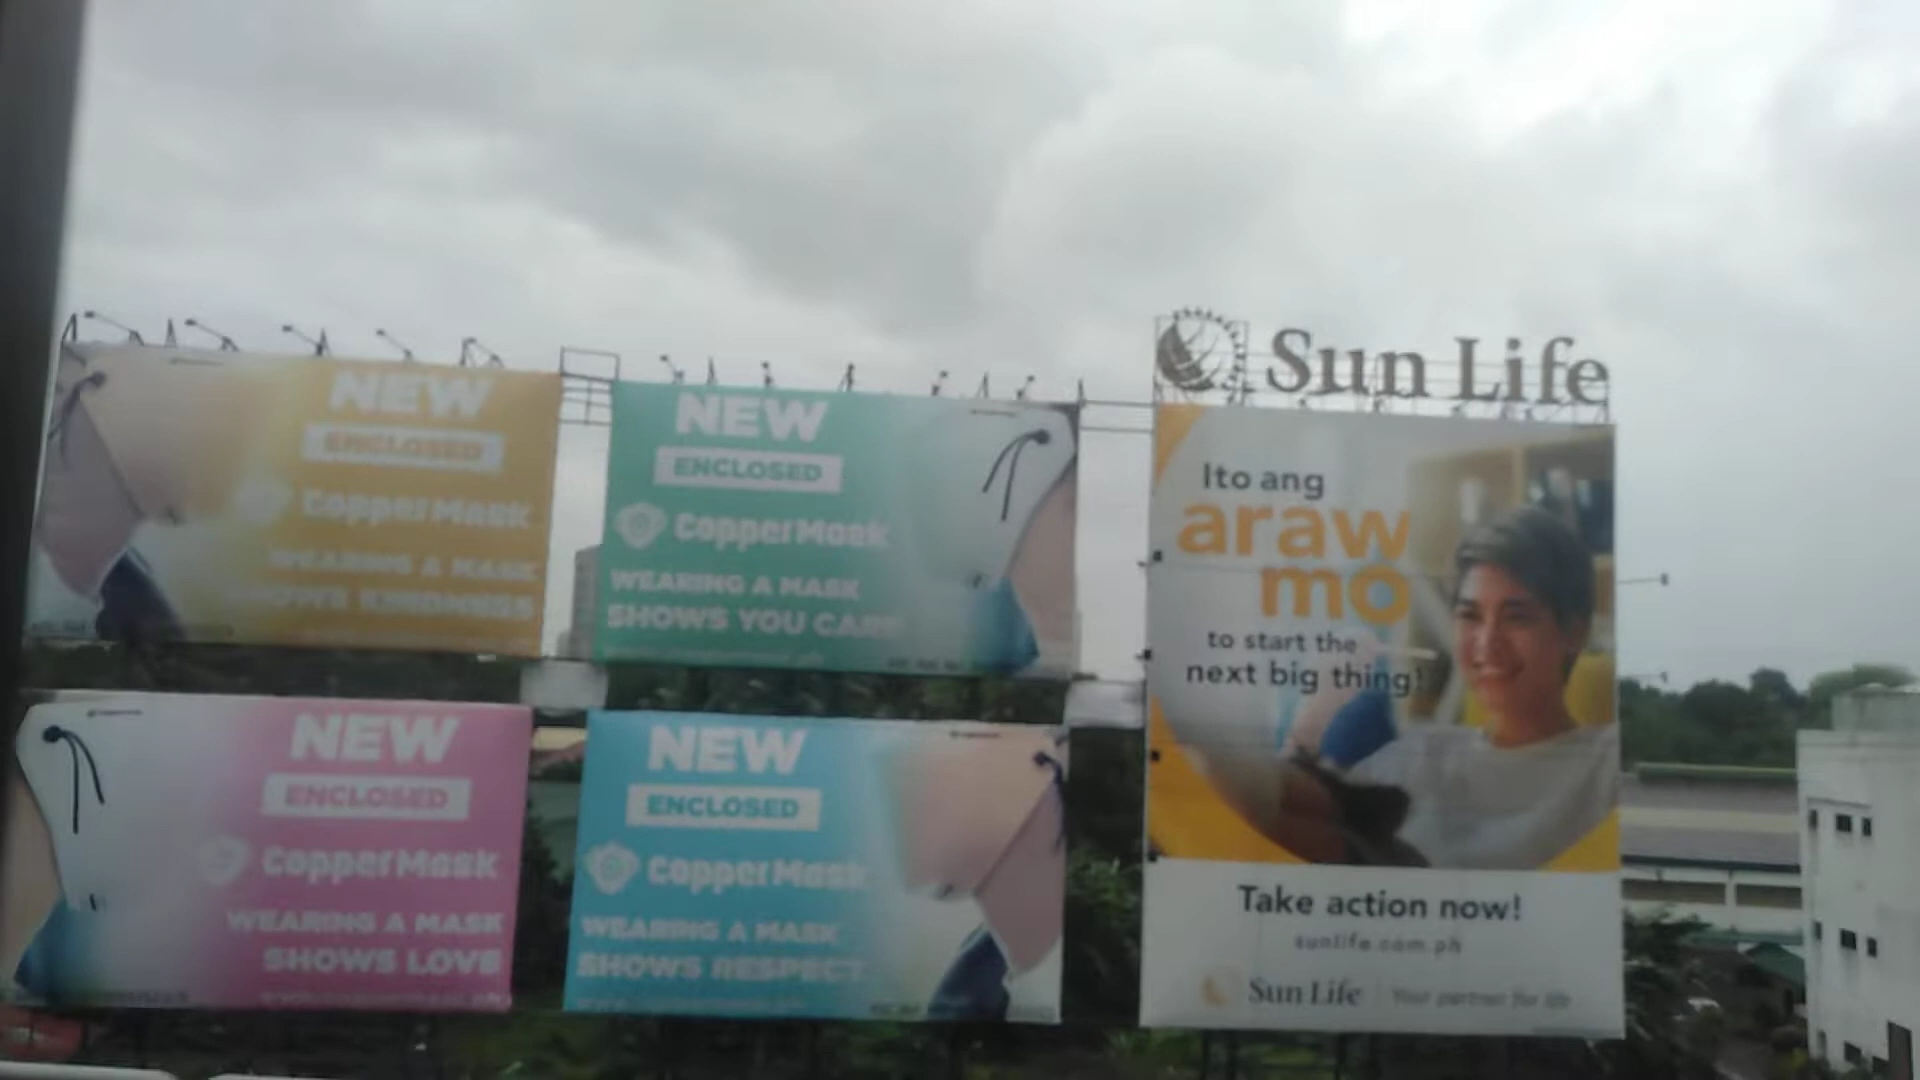 NEW
ENCLOSED
CopperMask
WEARING A MASK
SHOWS KINDNESS
NEW
ENCLOSED
CopperMask
WEARING A MASK
SHOWS YOU CARE
NEW
ENCLOSED
CopperMask
WEARING A MASK
SHOWS LOVE
NEW
ENCLOSED
CopperMask
WEARING A MASK
SHOWS RESPECT
Sun Life
Ito ang
araw
mo
to start the
next big thing!
Take action now!
sunlife.com.ph
Sun Life Your partner for life